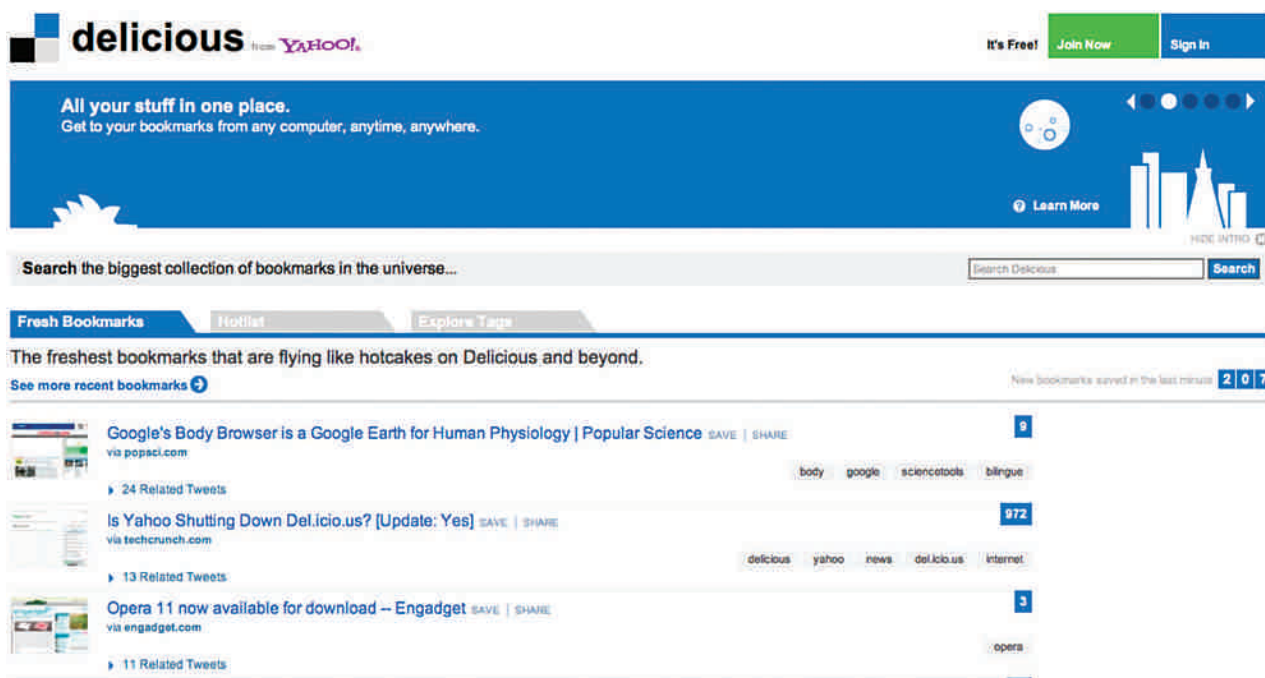 delicious from YAHOO!
It's Free! Join Now Sign In
All your stuff in one place.
Get to your bookmarks from any computer, anytime, anywhere.
Learn More
HIDE INTRO
Search the biggest collection of bookmarks in the universe...
Search Delicious Search
Fresh Bookmarks Hotlist Explore Tags
The freshest bookmarks that are flying like hotcakes on Delicious and beyond.
See more recent bookmarks
New bookmarks saved in the last minute 2 0 7
Google's Body Browser is a Google Earth for Human Physiology | Popular Science SAVE | SHARE 9
via popsci.com
body google sciencetools bilingue
24 Related Tweets
Is Yahoo Shutting Down Del.icio.us? [Update: Yes] SAVE | SHARE 972
via techcrunch.com
delicious yahoo news del.icio.us internet
13 Related Tweets
Opera 11 now available for download -- Engadget SAVE | SHARE 3
via engadget.com
opera
11 Related Tweets